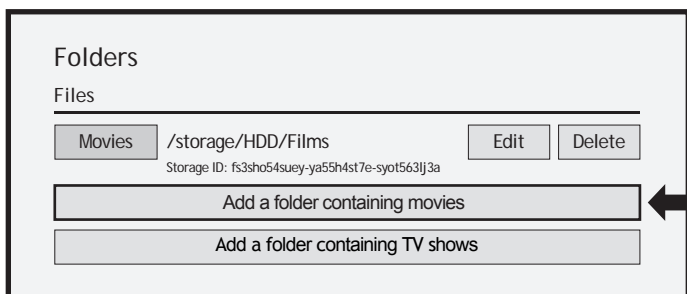 Folders
Files
Movies /storage/HDD/Films Edit Delete
Storage ID: fs3sho54suey-ya55h4st7e-syot563lj3a
Add a folder containing movies
Add a folder containing TV shows